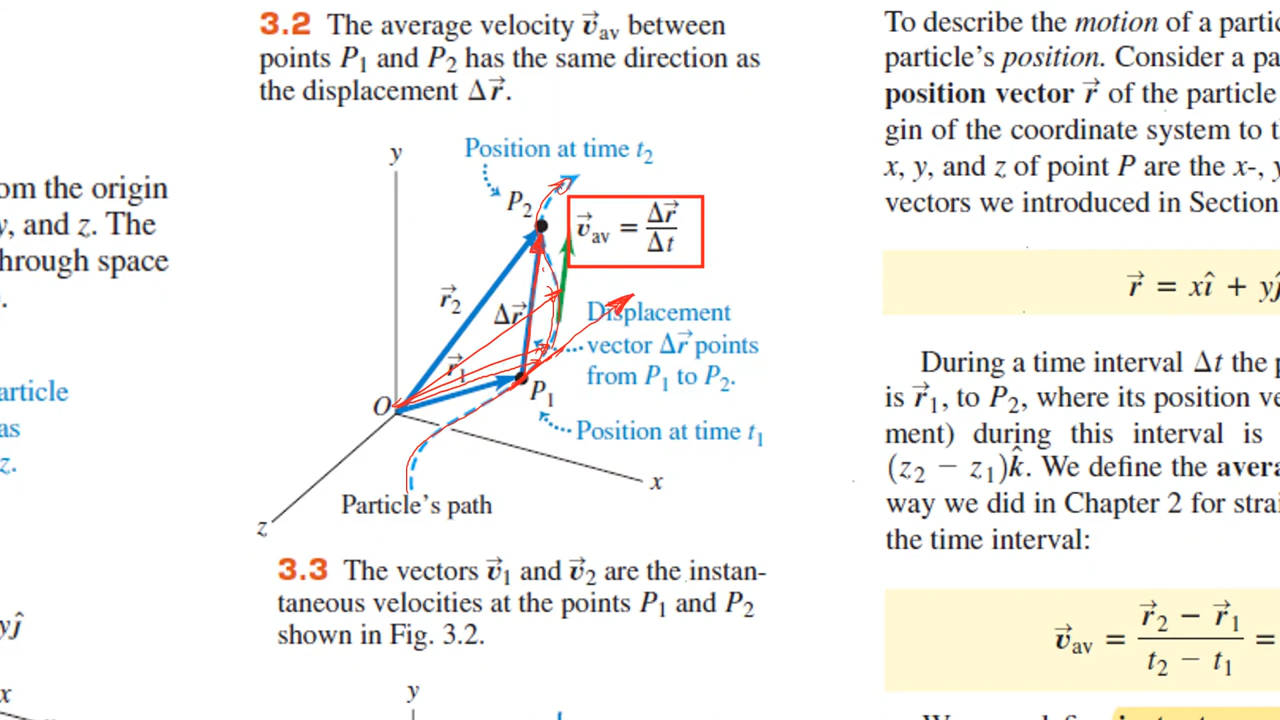 om the origin
y, and z. The
hrough space
article
as
z.
yĵ
x
3.2 The average velocity v⃗av between
points P1 and P2 has the same direction as
the displacement Δr⃗.
y
Position at time t2
P2
v⃗av = Δr⃗/Δt
r⃗2
Δr⃗
Displacement
vector Δr⃗ points
from P1 to P2.
r⃗1
O
P1
Position at time t1
x
Particle's path
z
3.3 The vectors v⃗1 and v⃗2 are the instan-
taneous velocities at the points P1 and P2
shown in Fig. 3.2.
y
To describe the motion of a
particle's position. Consider a
position vector r⃗ of the particle
gin of the coordinate system to
x, y, and z of point P are the x-,
vectors we introduced in Section
r⃗ = xî + yĵ
During a time interval Δt the
is r⃗1, to P2, where its position
ment) during this interval is
(z2 − z1)k̂. We define the
way we did in Chapter 2 for
the time interval:
v⃗av = (r⃗2 − r⃗1)/(t2 − t1) =